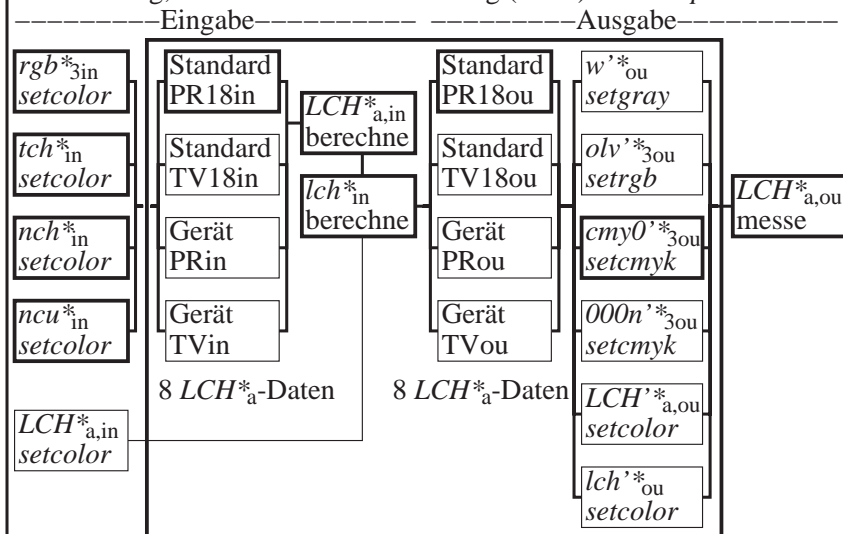 Eingabe
Ausgabe
rgb*3in
setcolor
tch*in
setcolor
nch*in
setcolor
ncu*in
setcolor
LCH*a,in
setcolor
Standard
PR18in
Standard
TV18in
Gerät
PRin
Gerät
TVin
8 LCH*a-Daten
LCH*a,in
berechne
lch*in
berechne
Standard
PR18ou
Standard
TV18ou
Gerät
PRou
Gerät
TVou
8 LCH*a-Daten
w’*ou
setgray
olv’*3ou
setrgb
cmy0’*3ou
setcmyk
000n’*3ou
setcmyk
LCH’*a,ou
setcolor
lch’*ou
setcolor
LCH*a,ou
messe